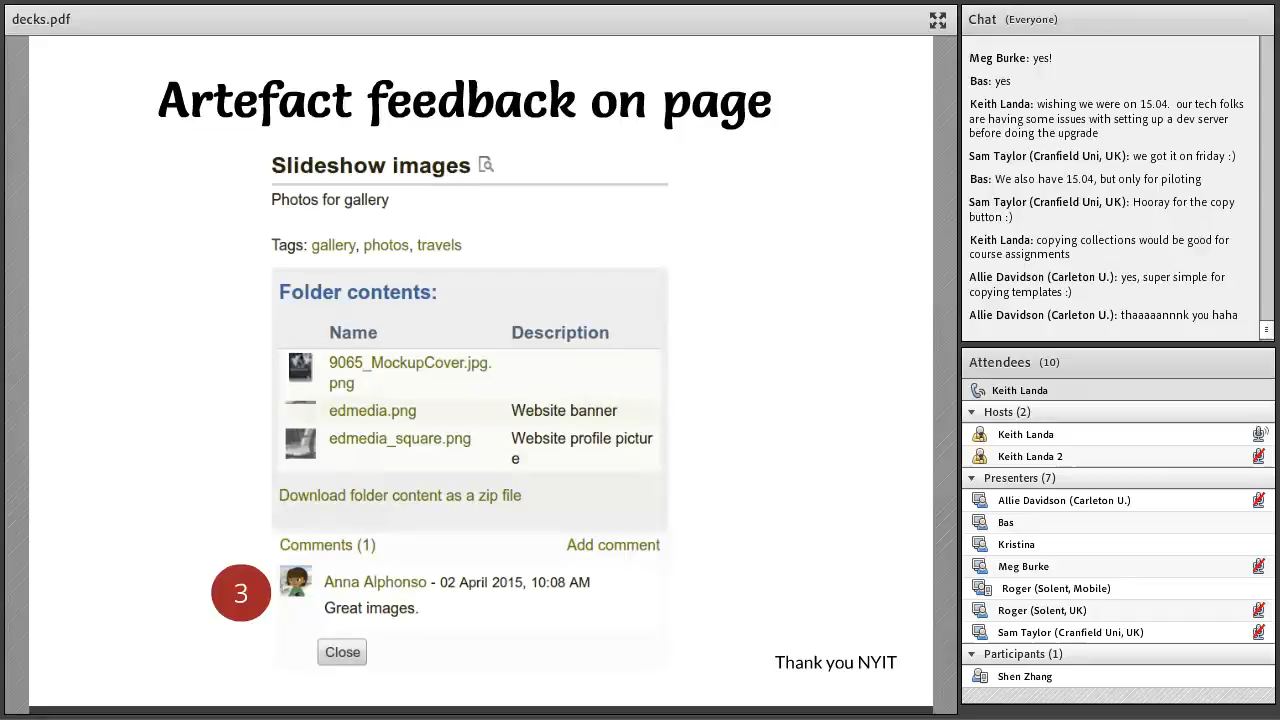 decks.pdf
Artefact feedback on page
Slideshow images
Photos for gallery
Tags: gallery, photos, travels
Folder contents:
Name Description
9065_MockupCover.jpg.
png
edmedia.png Website banner
edmedia_square.png Website profile pictur
e
Download folder content as a zip file
Comments (1) Add comment
3
Anna Alphonso - 02 April 2015, 10:08 AM
Great images.
Close
Thank you NYIT
Chat (Everyone)
Meg Burke: yes!
Bas: yes
Keith Landa: wishing we were on 15.04. our tech folks
are having some issues with setting up a dev server
before doing the upgrade
Sam Taylor (Cranfield Uni, UK): we got it on friday :)
Bas: We also have 15.04, but only for piloting
Sam Taylor (Cranfield Uni, UK): Hooray for the copy
button :)
Keith Landa: copying collections would be good for
course assignments
Allie Davidson (Carleton U.): yes, super simple for
copying templates :)
Allie Davidson (Carleton U.): thaaaaannnk you haha
Attendees (10)
Keith Landa
Hosts (2)
Keith Landa
Keith Landa 2
Presenters (7)
Allie Davidson (Carleton U.)
Bas
Kristina
Meg Burke
Roger (Solent, Mobile)
Roger (Solent, UK)
Sam Taylor (Cranfield Uni, UK)
Participants (1)
Shen Zhang